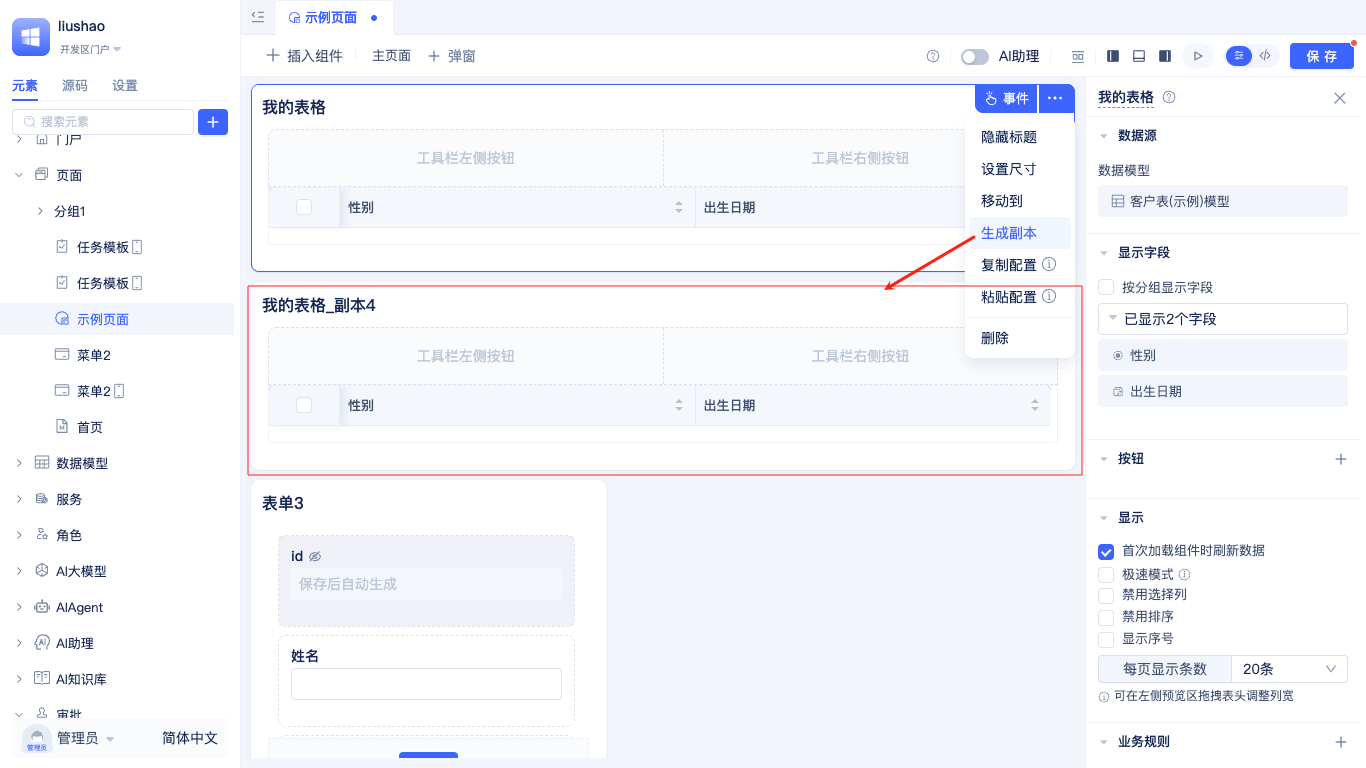 liushao
开发区门户
元素
源码
设置
搜索元素
门户
页面
分组1
任务模板
任务模板
示例页面
菜单2
菜单2
首页
数据模型
服务
角色
AI大模型
AIAgent
AI助理
AI知识库
审批
管理员
管理员
简体中文
示例页面
插入组件
主页面
弹窗
AI助理
保存
我的表格
事件
工具栏左侧按钮
工具栏右侧按钮
性别
出生日期
隐藏标题
设置尺寸
移动到
生成副本
复制配置
粘贴配置
删除
我的表格_副本4
工具栏左侧按钮
工具栏右侧按钮
性别
出生日期
表单3
id
保存后自动生成
姓名
我的表格
数据源
数据模型
客户表(示例)模型
显示字段
按分组显示字段
已显示2个字段
性别
出生日期
按钮
显示
首次加载组件时刷新数据
极速模式
禁用选择列
禁用排序
显示序号
每页显示条数
20条
可在左侧预览区拖拽表头调整列宽
业务规则